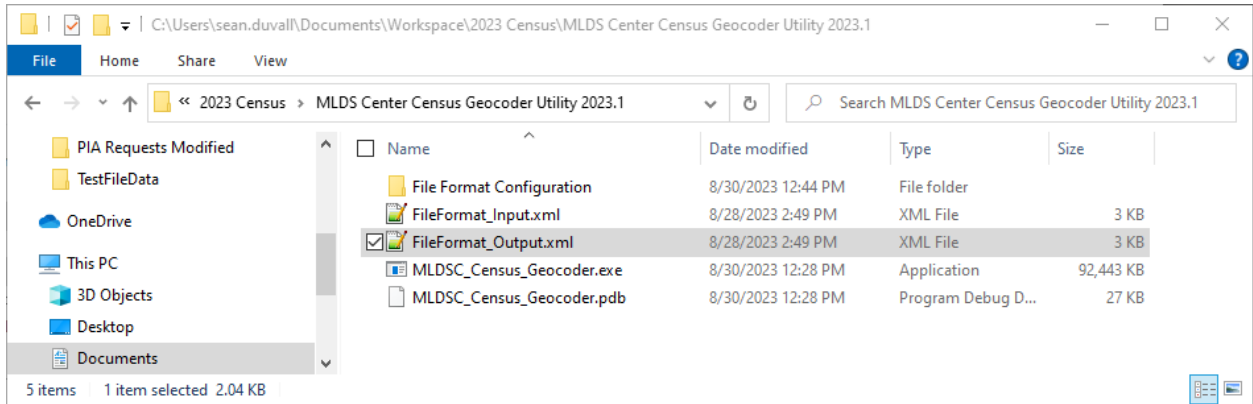 C:\Users\sean.duvall\Documents\Workspace\2023 Census\MLDS Center Census Geocoder Utility 2023.1
File Home Share View
« 2023 Census › MLDS Center Census Geocoder Utility 2023.1 Search MLDS Center Census Geocoder Utility 2023.1
PIA Requests Modified
TestFileData
OneDrive
This PC
3D Objects
Desktop
Documents
Name Date modified Type Size
File Format Configuration 8/30/2023 12:44 PM File folder
FileFormat_Input.xml 8/28/2023 2:49 PM XML File 3 KB
FileFormat_Output.xml 8/28/2023 2:49 PM XML File 3 KB
MLDSC_Census_Geocoder.exe 8/30/2023 12:28 PM Application 92,443 KB
MLDSC_Census_Geocoder.pdb 8/30/2023 12:28 PM Program Debug D... 27 KB
5 items 1 item selected 2.04 KB